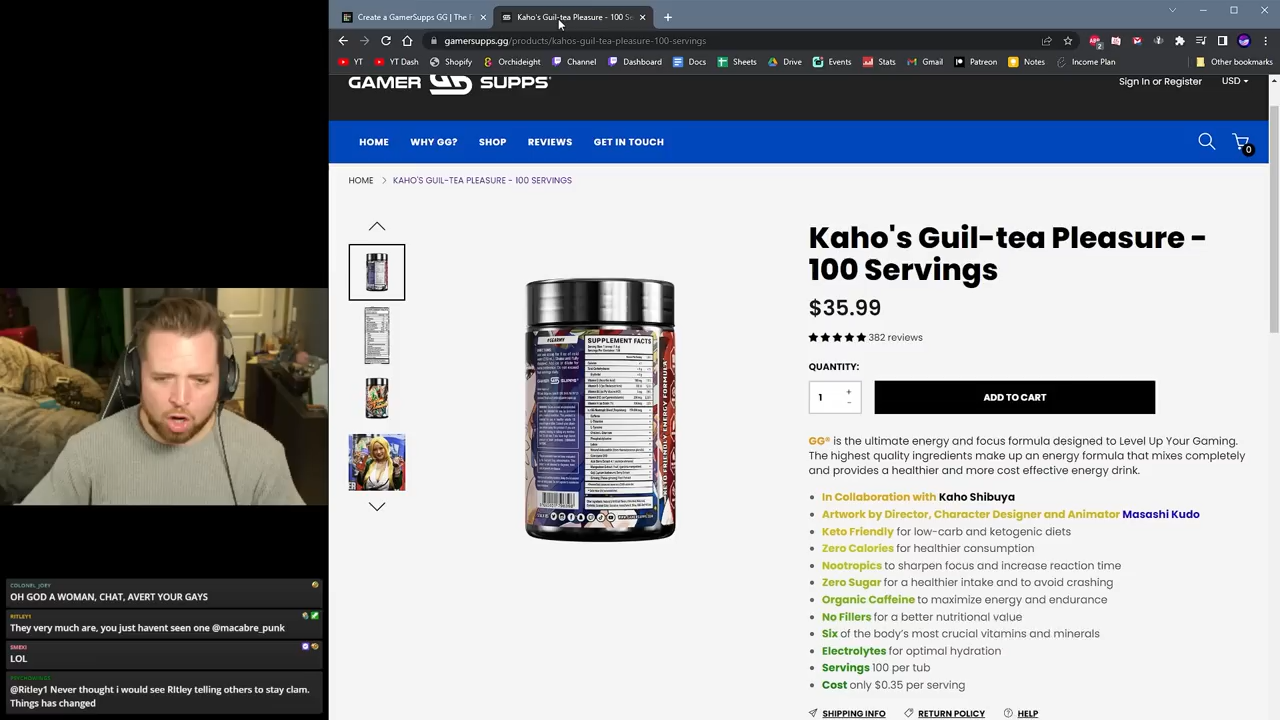 Create a GamerSupps GG | The F
Kaho's Guil-tea Pleasure - 100 Se
gamersupps.gg/products/kahos-guil-tea-pleasure-100-servings
YT
YT Dash
Shopify
Orchideight
Channel
Dashboard
Docs
Sheets
Drive
Events
Stats
Gmail
Patreon
Notes
Income Plan
Other bookmarks
GAMER SUPPS
Sign In or Register
USD
HOME
WHY GG?
SHOP
REVIEWS
GET IN TOUCH
0
HOME > KAHO'S GUIL-TEA PLEASURE - 100 SERVINGS
Kaho's Guil-tea Pleasure -
100 Servings
$35.99
382 reviews
QUANTITY:
1
ADD TO CART
GG® is the ultimate energy and focus formula designed to Level Up Your Gaming.
The highest quality ingredients make up an energy formula that mixes completely
and provides a healthier and more cost effective energy drink.
In Collaboration with Kaho Shibuya
Artwork by Director, Character Designer and Animator Masashi Kudo
Keto Friendly for low-carb and ketogenic diets
Zero Calories for healthier consumption
Nootropics to sharpen focus and increase reaction time
Zero Sugar for a healthier intake and to avoid crashing
Organic Caffeine to maximize energy and endurance
No Fillers for a better nutritional value
Six of the body's most crucial vitamins and minerals
Electrolytes for optimal hydration
Servings 100 per tub
Cost only $0.35 per serving
SHIPPING INFO
RETURN POLICY
HELP
SUPPLEMENT FACTS
GAMER SUPPS
COLONEL_JOEY
OH GOD A WOMAN, CHAT, AVERT YOUR GAYS
RITLEY1
They very much are, you just havent seen one @macabre_punk
LOL
@Ritley1 Never thought i would see RItley telling others to stay clam.
Things has changed